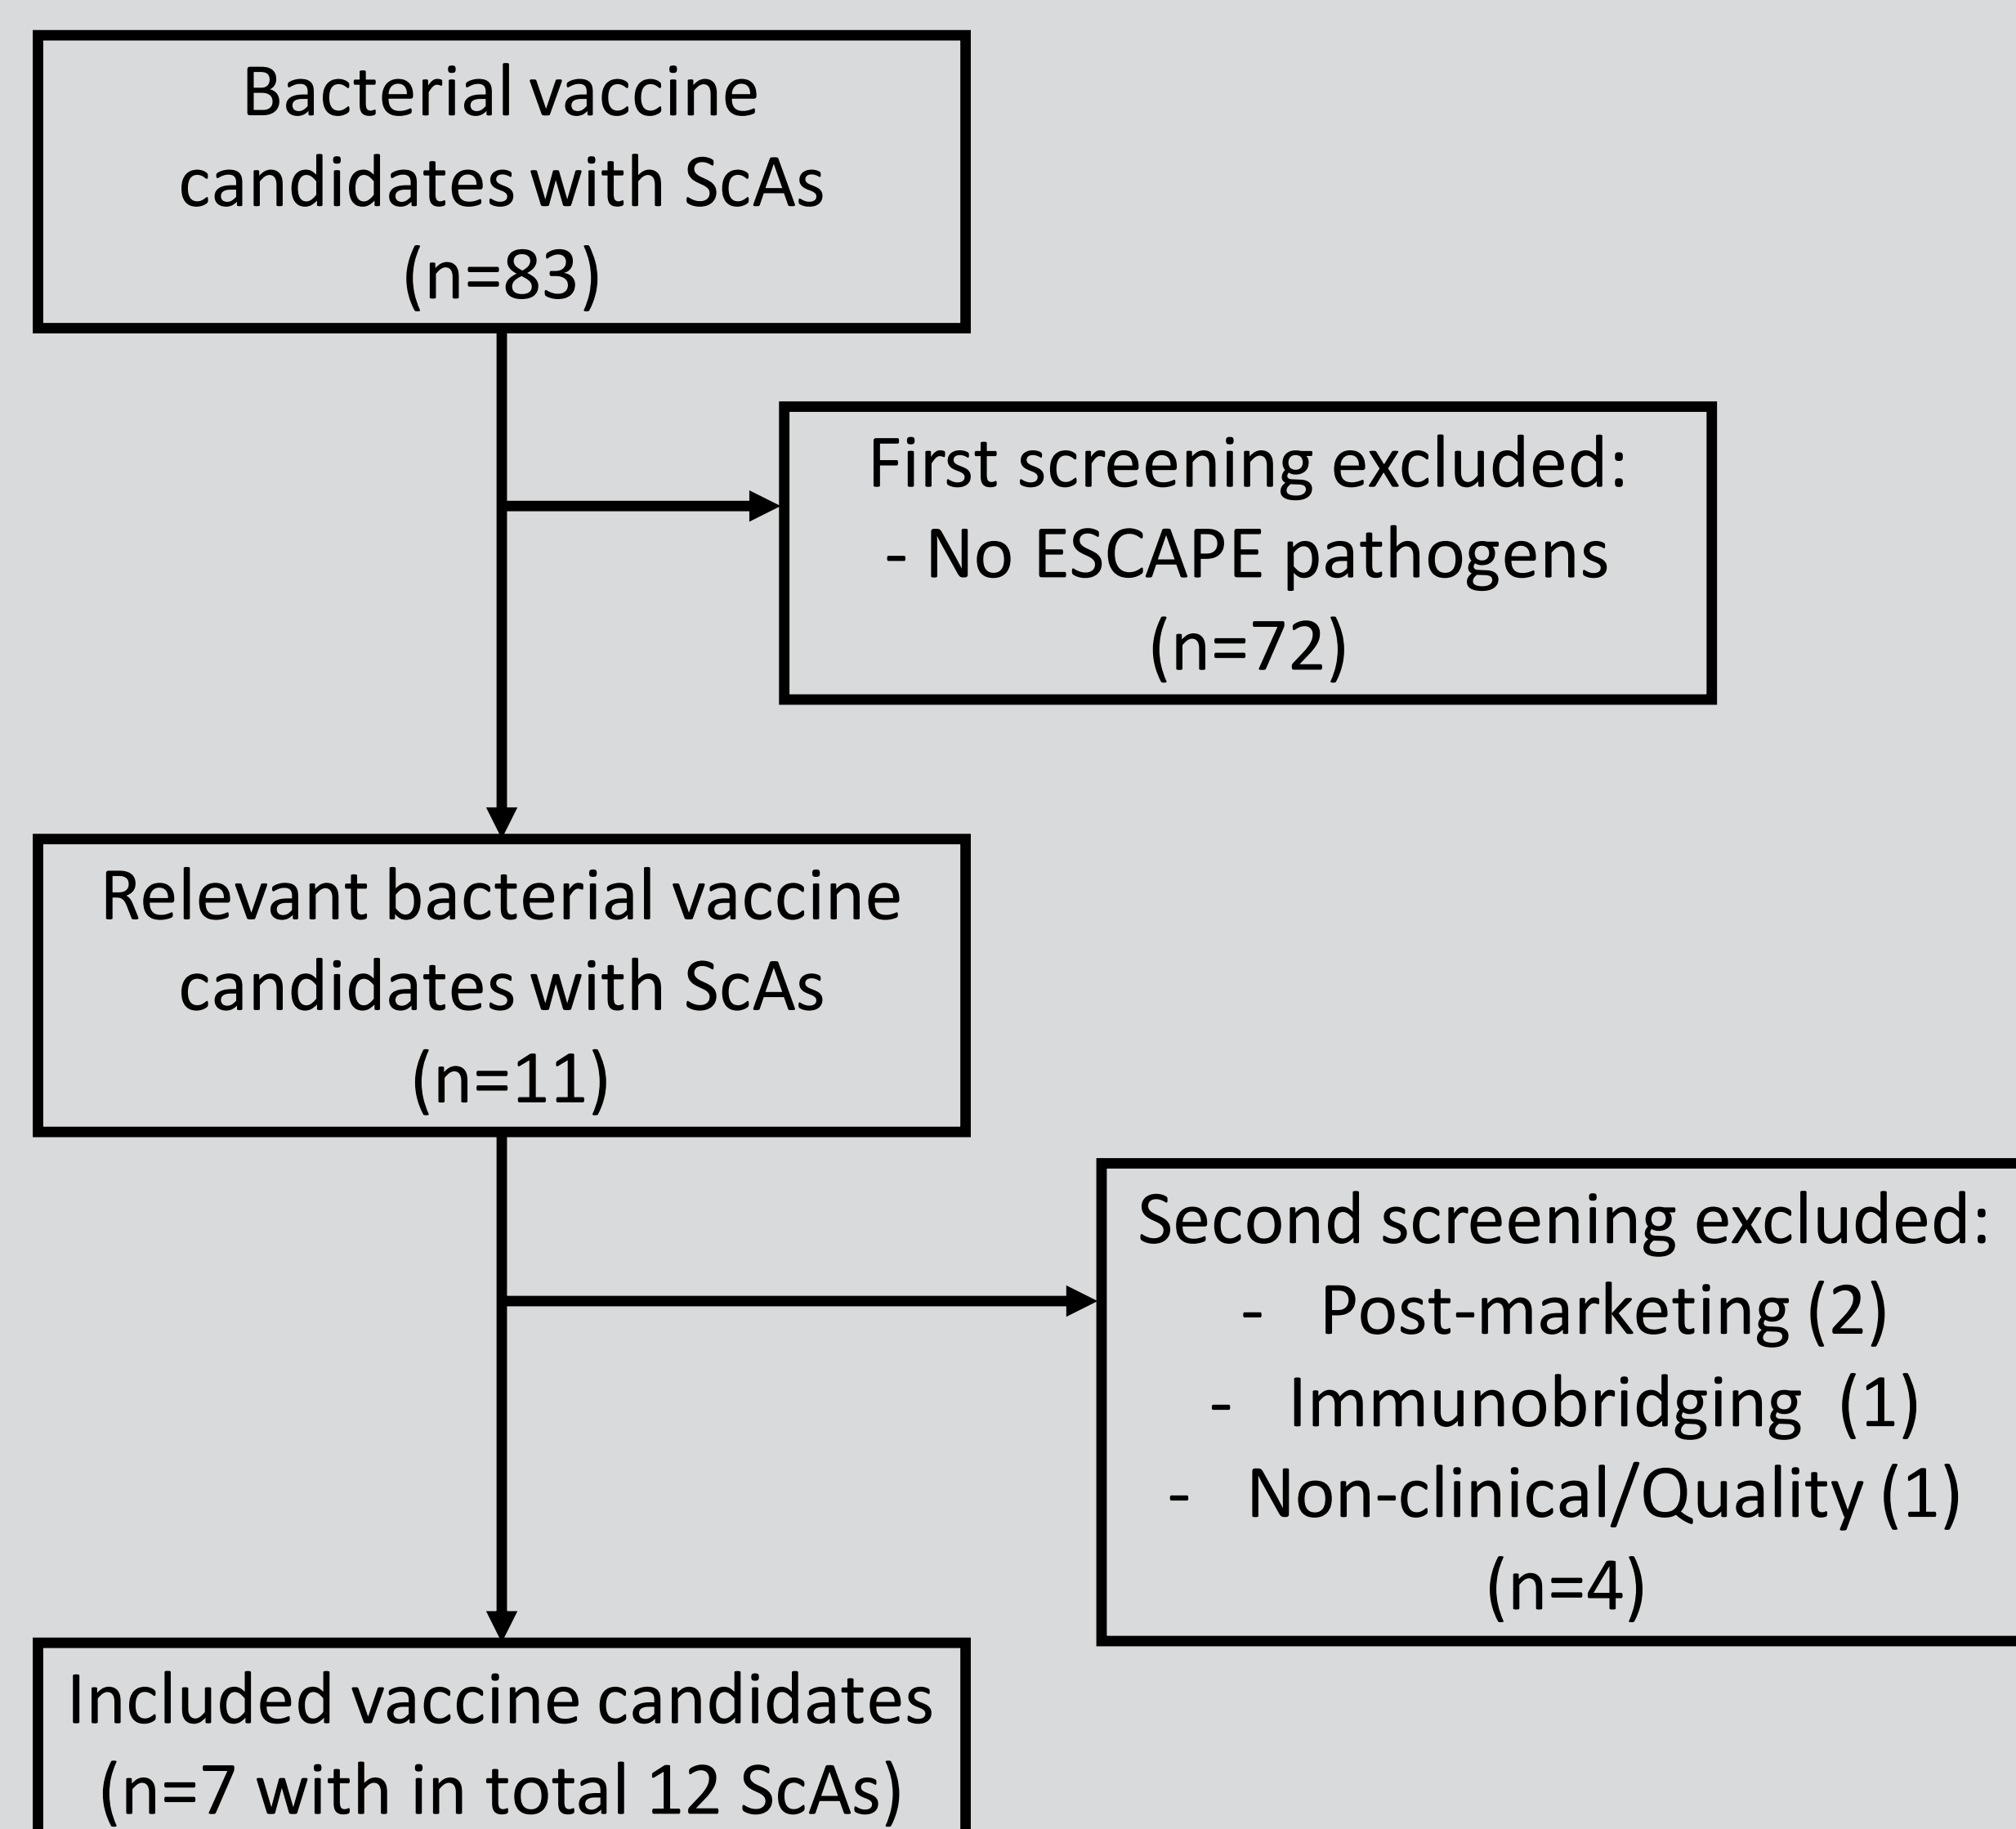 Bacterial vaccine
candidates with ScAs
(n=83)
First screening excluded:
- No ESCAPE pathogens
(n=72)
Relevant bacterial vaccine
candidates with ScAs
(n=11)
Second screening excluded:
- Post-marketing (2)
- Immunobridging (1)
- Non-clinical/Quality (1)
(n=4)
Included vaccine candidates
(n=7 with in total 12 ScAs)